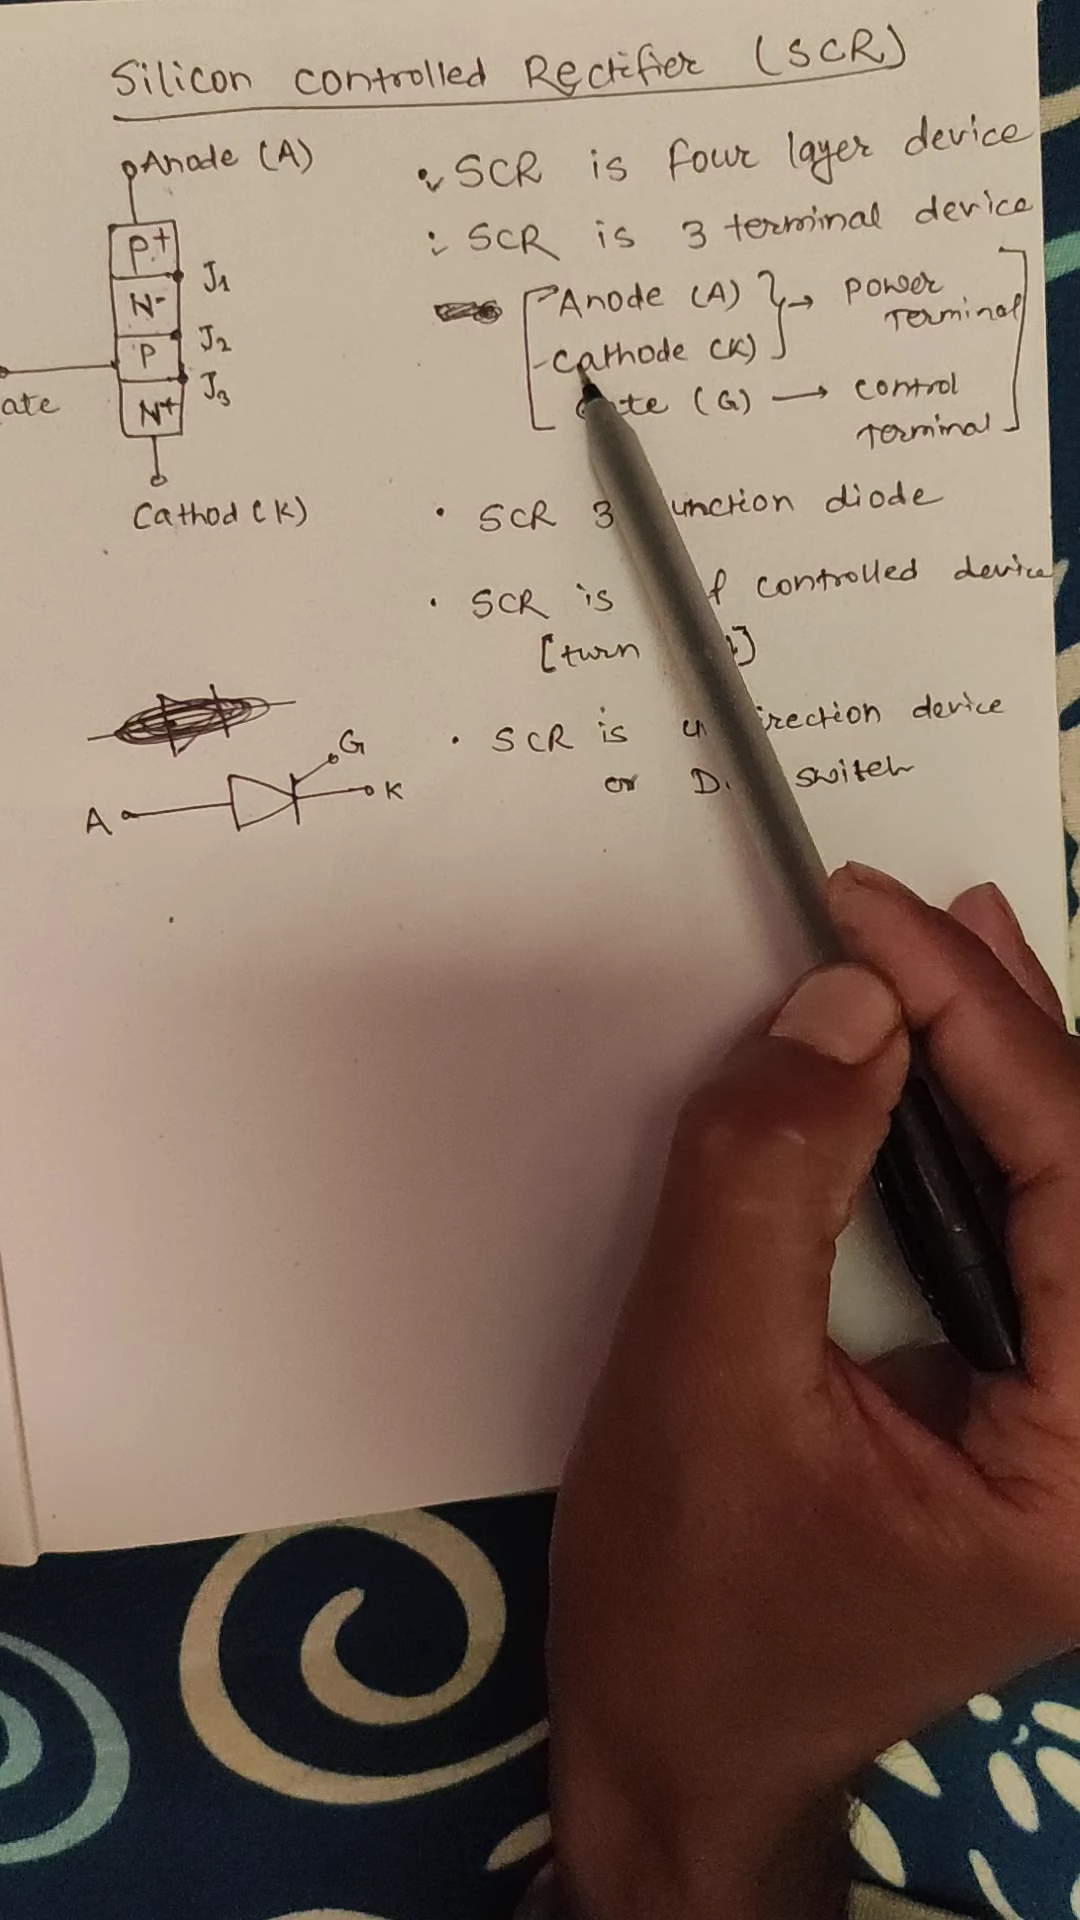 Silicon controlled Rectifier (SCR)
Anode (A)
P+
J1
N-
J2
P
J3
ate
N+
Cathod (K)
G
A
K
SCR is four layer device
SCR is 3 terminal device
Anode (A)
Cathode (K)
power
Terminal
(G) → control
Terminal
SCR 3 diode
SCR is controlled device
[turn
SCR is device
or switch